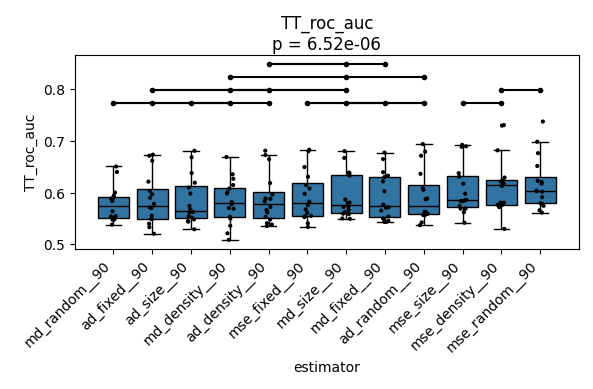 TT_roc_auc
p = 6.52e-06
TT_roc_auc
0.8
0.7
0.6
0.5
md_random__90
ad_fixed__90
ad_size__90
md_density__90
ad_density__90
mse_fixed__90
md_size__90
md_fixed__90
ad_random__90
mse_size__90
mse_density__90
mse_random__90
estimator